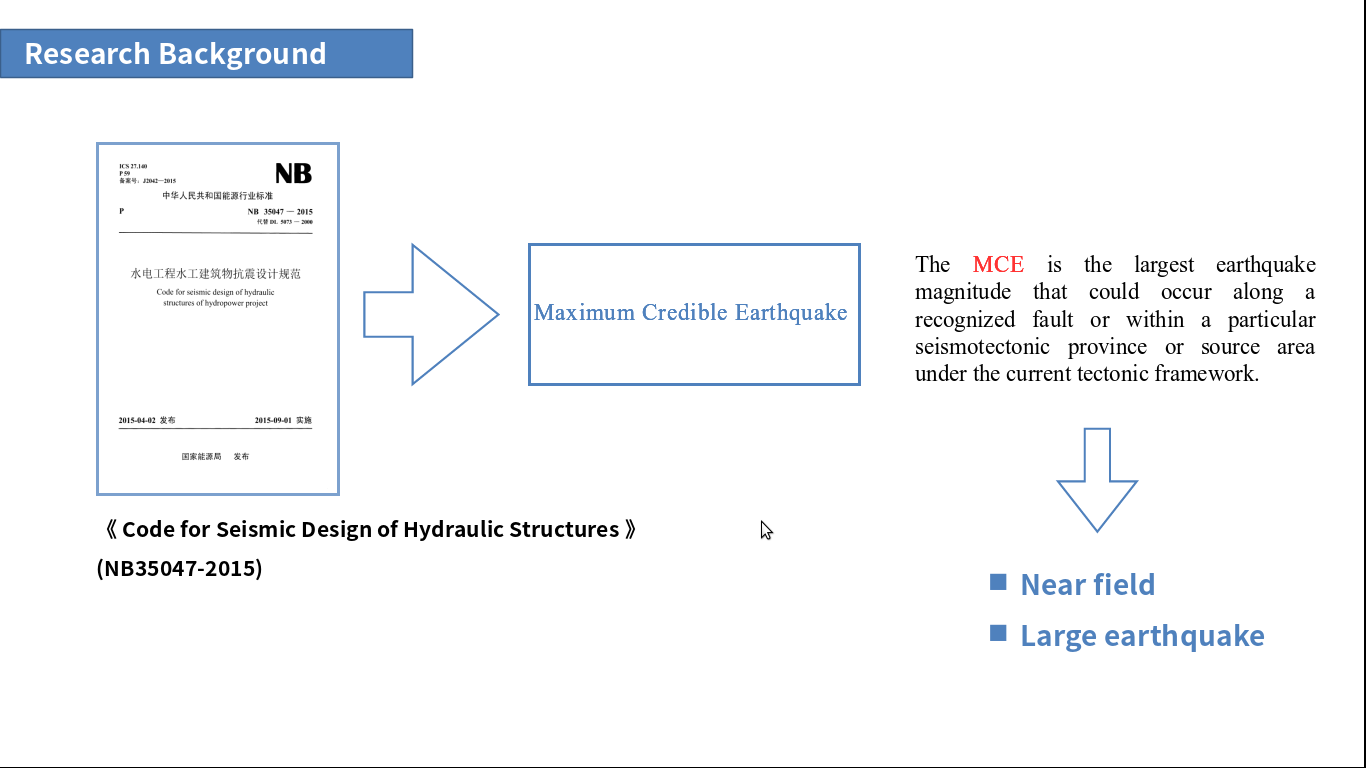 Research Background
ICS 27.140
P 59
备案号：J2042—2015
NB
中华人民共和国能源行业标准
P
NB 35047 — 2015
代替 DL 5073 — 2000
水电工程水工建筑物抗震设计规范
Code for seismic design of hydraulic
structures of hydropower project
2015-04-02 发布
2015-09-01 实施
国家能源局 发布
《 Code for Seismic Design of Hydraulic Structures 》
(NB35047-2015)
Maximum Credible Earthquake
The MCE is the largest earthquake
magnitude that could occur along a
recognized fault or within a particular
seismotectonic province or source area
under the current tectonic framework.
Near field
Large earthquake